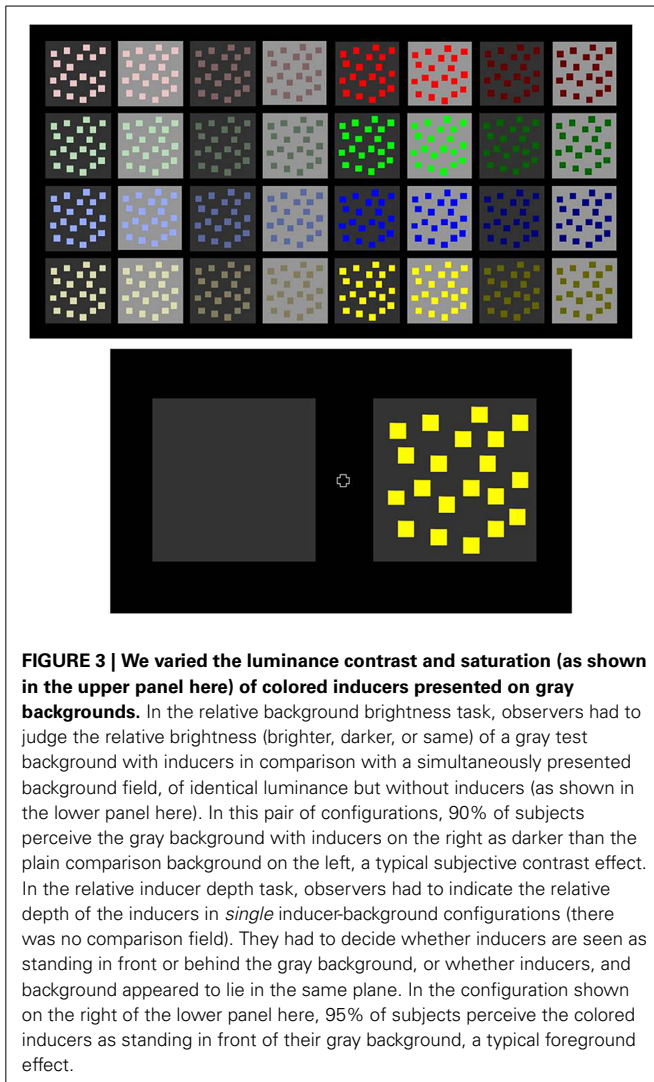 FIGURE 3 | We varied the luminance contrast and saturation (as shown
in the upper panel here) of colored inducers presented on gray
backgrounds. In the relative background brightness task, observers had to
judge the relative brightness (brighter, darker, or same) of a gray test
background with inducers in comparison with a simultaneously presented
background field, of identical luminance but without inducers (as shown in
the lower panel here). In this pair of configurations, 90% of subjects
perceive the gray background with inducers on the right as darker than the
plain comparison background on the left, a typical subjective contrast effect.
In the relative inducer depth task, observers had to indicate the relative
depth of the inducers in single inducer-background configurations (there
was no comparison field). They had to decide whether inducers are seen as
standing in front or behind the gray background, or whether inducers, and
background appeared to lie in the same plane. In the configuration shown
on the right of the lower panel here, 95% of subjects perceive the colored
inducers as standing in front of their gray background, a typical foreground
effect.